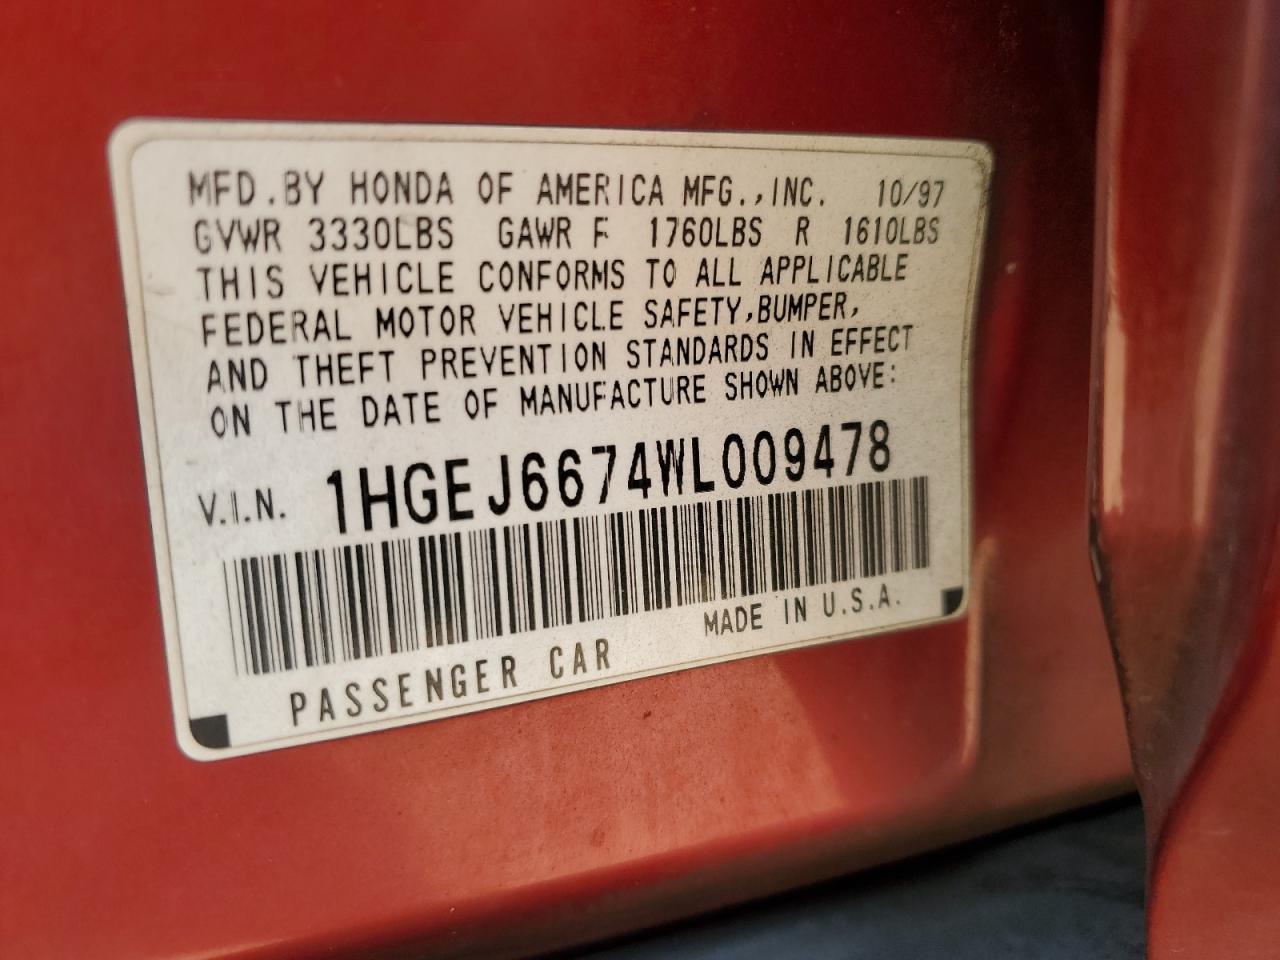 MFD.BY HONDA OF AMERICA MFG.,INC. 10/97
GVWR 3330LBS GAWR F 1760LBS R 1610LBS
THIS VEHICLE CONFORMS TO ALL APPLICABLE
FEDERAL MOTOR VEHICLE SAFETY,BUMPER,
AND THEFT PREVENTION STANDARDS IN EFFECT
ON THE DATE OF MANUFACTURE SHOWN ABOVE:
V.I.N. 1HGEJ6674WL009478
PASSENGER CAR MADE IN U.S.A.